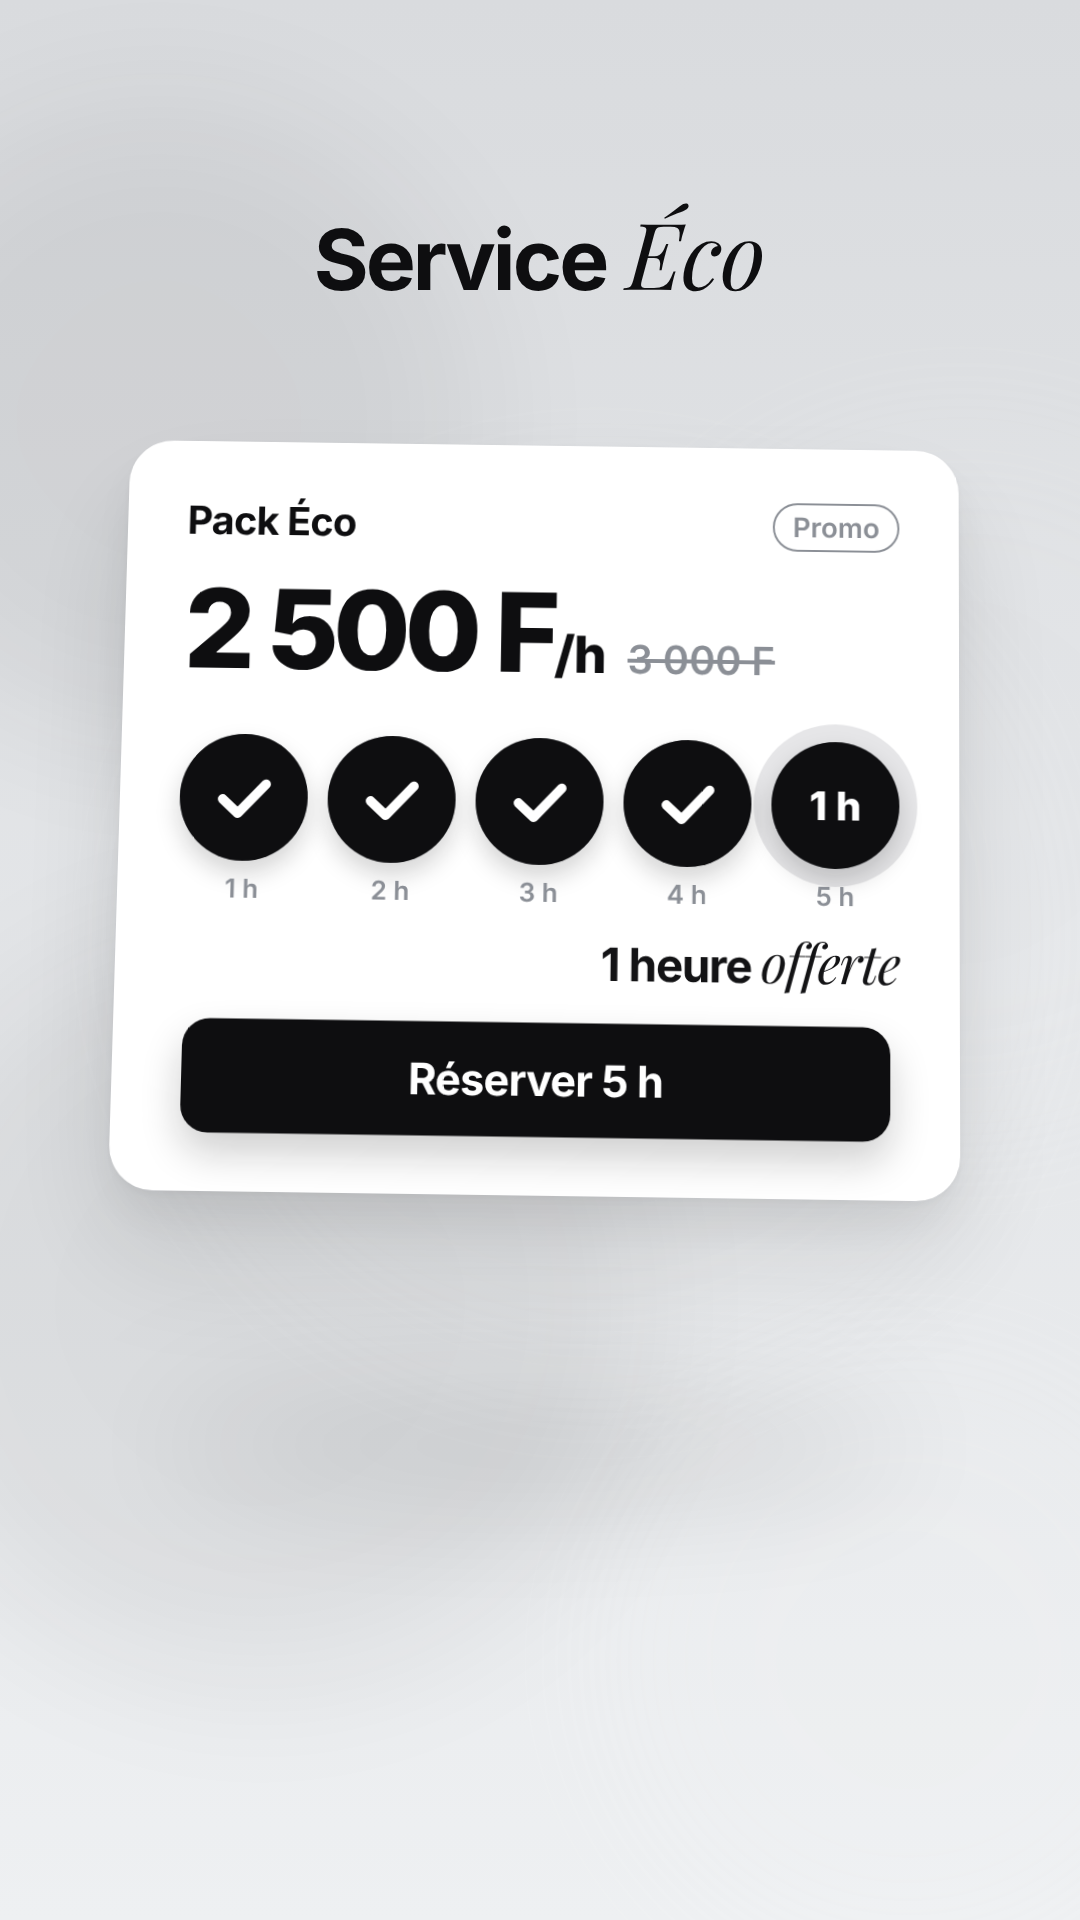 Service Éco
Pack Éco
Promo
2 500 F/h 3 000 F
1 h
1 h
2 h
3 h
4 h
5 h
1 heure offerte
Réserver 5 h